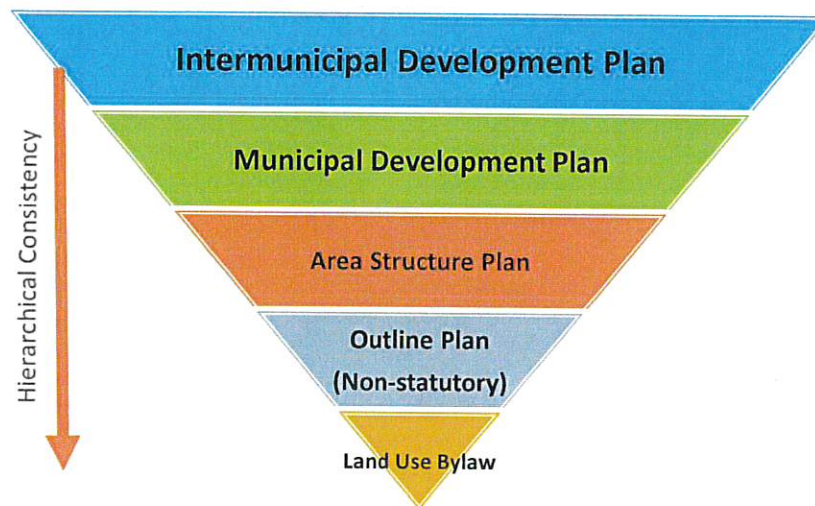 Intermunicipal Development Plan
Municipal Development Plan
Area Structure Plan
Outline Plan
(Non-statutory)
Land Use Bylaw
Hierarchical Consistency